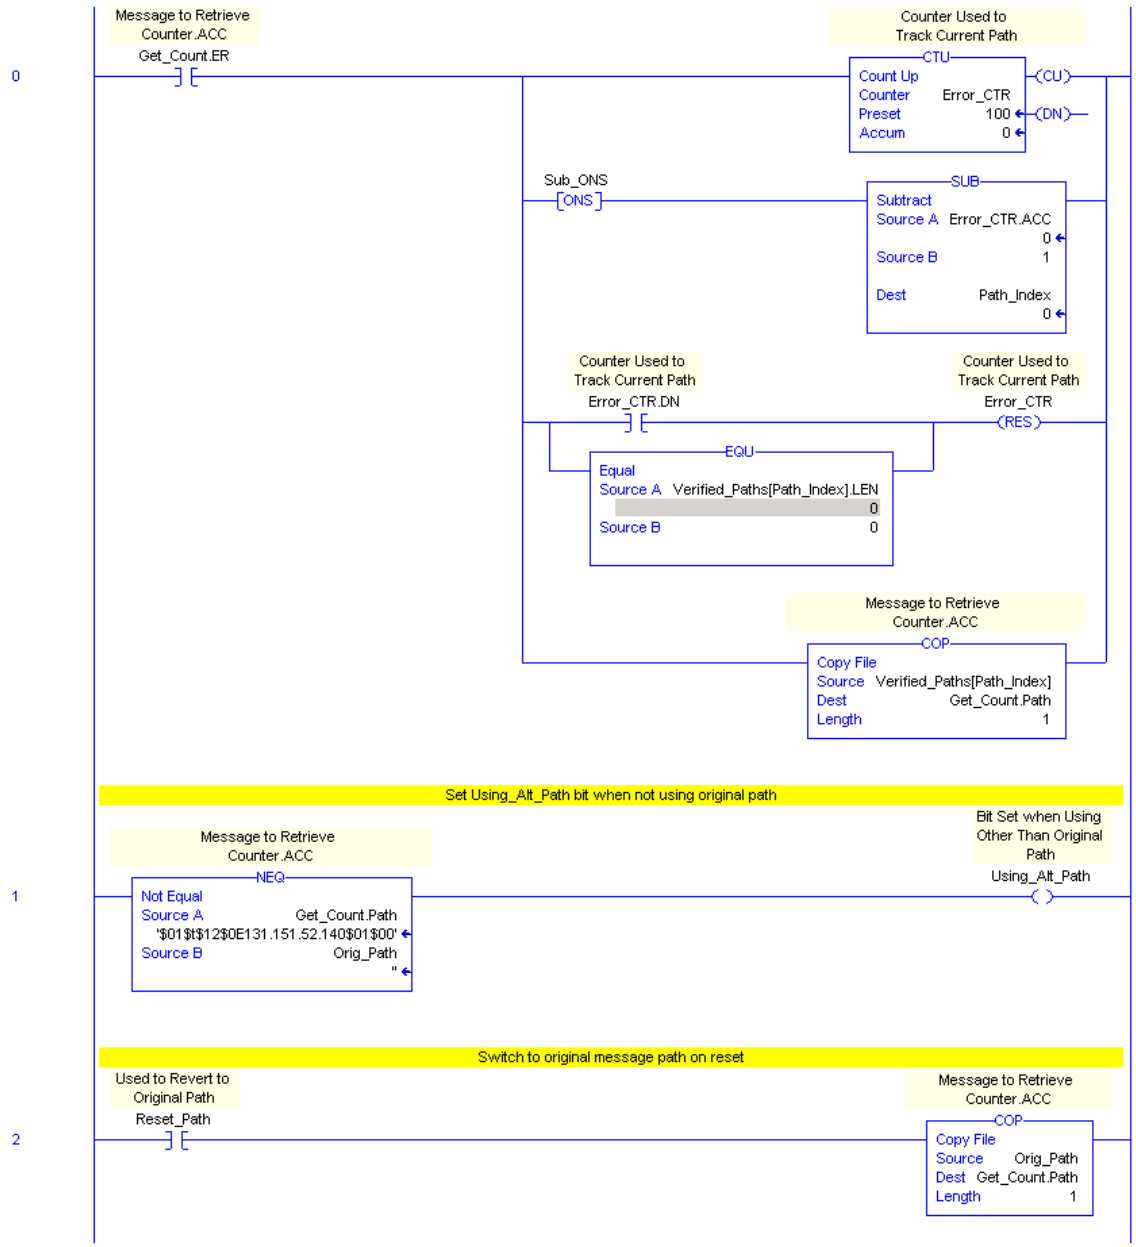 Message to Retrieve
Counter.ACC
Get_Count.ER
Counter Used to
Track Current Path
0
CTU
Count Up
Counter Error_CTR
Preset 100
Accum 0
(CU)
(DN)
Sub_ONS
[ONS]
SUB
Subtract
Source A Error_CTR.ACC
0
Source B 1
Dest Path_Index
0
Counter Used to
Track Current Path
Error_CTR.DN
Counter Used to
Track Current Path
Error_CTR
(RES)
EQU
Equal
Source A Verified_Paths[Path_Index].LEN
0
Source B 0
Message to Retrieve
Counter.ACC
COP
Copy File
Source Verified_Paths[Path_Index]
Dest Get_Count.Path
Length 1
Set Using_Alt_Path bit when not using original path
Message to Retrieve
Counter.ACC
Bit Set when Using
Other Than Original
Path
Using_Alt_Path
1
NEQ
Not Equal
Source A Get_Count.Path
'$01$t$12$0E131.151.52.140$01$00'
Source B Orig_Path
''
Switch to original message path on reset
Used to Revert to
Original Path
Reset_Path
Message to Retrieve
Counter.ACC
2
COP
Copy File
Source Orig_Path
Dest Get_Count.Path
Length 1